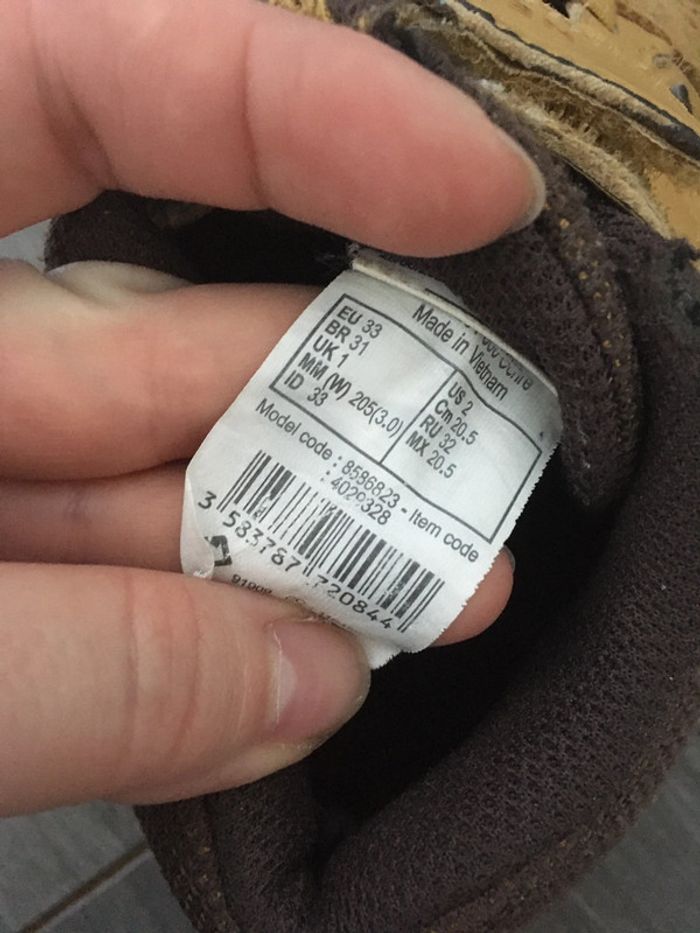 Made in Vietnam
EU 33
BR 31
UK 1
MM (W) 205(3.0)
ID 33
US 2
Cm 20.5
RU 32
MX 20.5
Model code : 8596823 - Item code
: 4029328
3 583787 720844